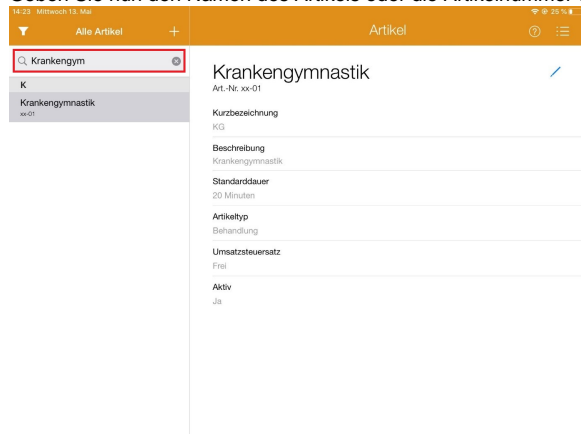 Geben Sie nun den Namen des Artikels oder die Artikelnummer
14:23 Mittwoch 13. Mai
25 %
Alle Artikel
+
Artikel
?
Krankengym
K
Krankengymnastik
xx-01
Krankengymnastik
Art.-Nr. xx-01
Kurzbezeichnung
KG
Beschreibung
Krankengymnastik
Standarddauer
20 Minuten
Artikeltyp
Behandlung
Umsatzsteuersatz
Frei
Aktiv
Ja